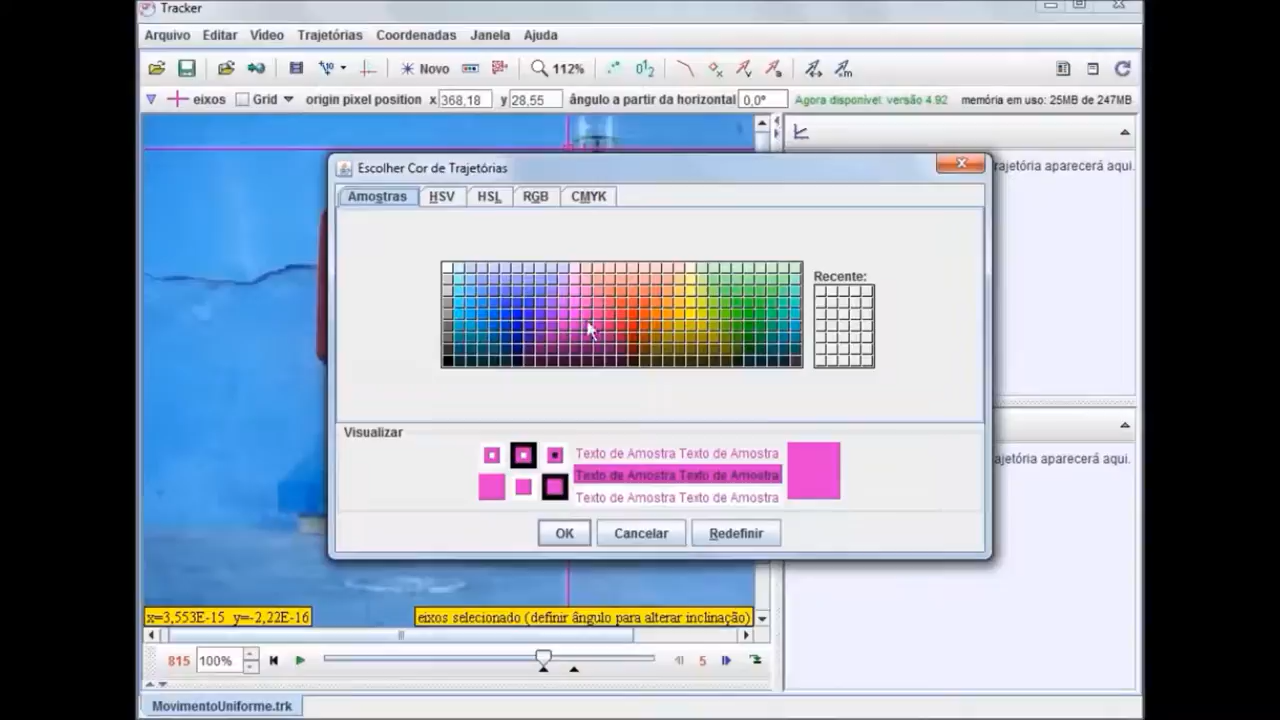 Tracker
Arquivo Editar Vídeo Trajetórias Coordenadas Janela Ajuda
Novo 112%
eixos Grid origin pixel position x 368,18 y 28,55 ângulo a partir da horizontal 0,0° Agora disponível: versão 4.92 memória em uso: 25MB de 247MB
rajetória aparecerá aqui.
Escolher Cor de Trajetórias
Amostras HSV HSL RGB CMYK
Recente:
Visualizar
Texto de Amostra Texto de Amostra
Texto de Amostra Texto de Amostra
Texto de Amostra Texto de Amostra
ajetória aparecerá aqui.
OK Cancelar Redefinir
x=3,553E-15 y=-2,22E-16 eixos selecionado (definir ângulo para alterar inclinação)
815 100% 5
MovimentoUniforme.trk